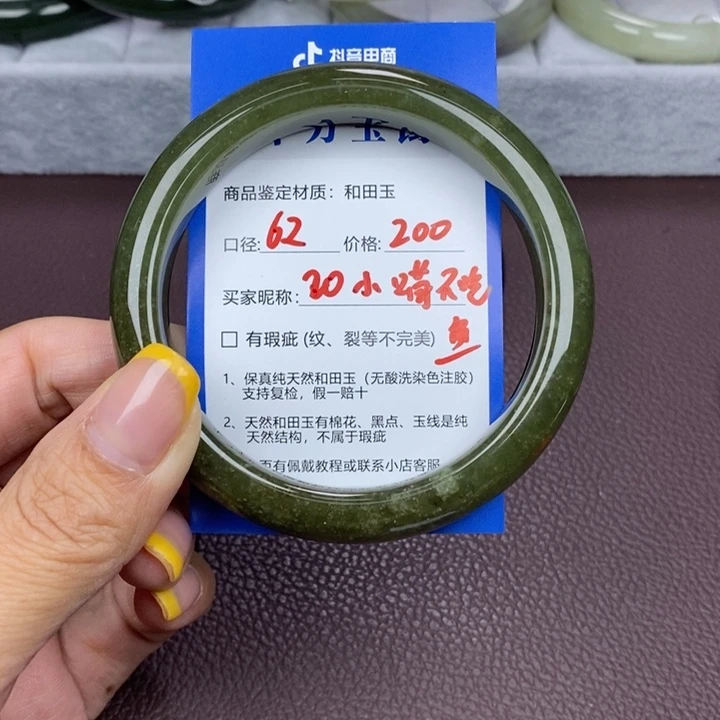 抖音电商
商品鉴定材质：和田玉
口径: 62 价格: 200
买家昵称: 30小 不吃
鱼
□ 有瑕疵 (纹、裂等不完美)
1、保真纯天然和田玉（无酸洗染色注胶）
支持复检，假一赔十
2、天然和田玉有棉花、黑点、玉线是纯
天然结构，不属于瑕疵
有佩戴教程或联系小店客服